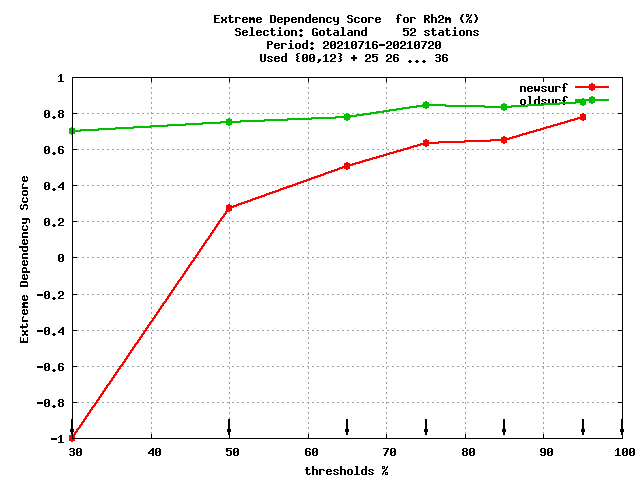 Extreme Dependency Score  for Rh2m (%)
Selection: Gotaland     52 stations
Period: 20210716-20210720
Used {00,12} + 25 26 ... 36
newsurf
oldsurf
1
0.8
0.6
0.4
0.2
0
-0.2
-0.4
-0.6
-0.8
-1
Extreme Dependency Score
30 40 50 60 70 80 90 100
thresholds %